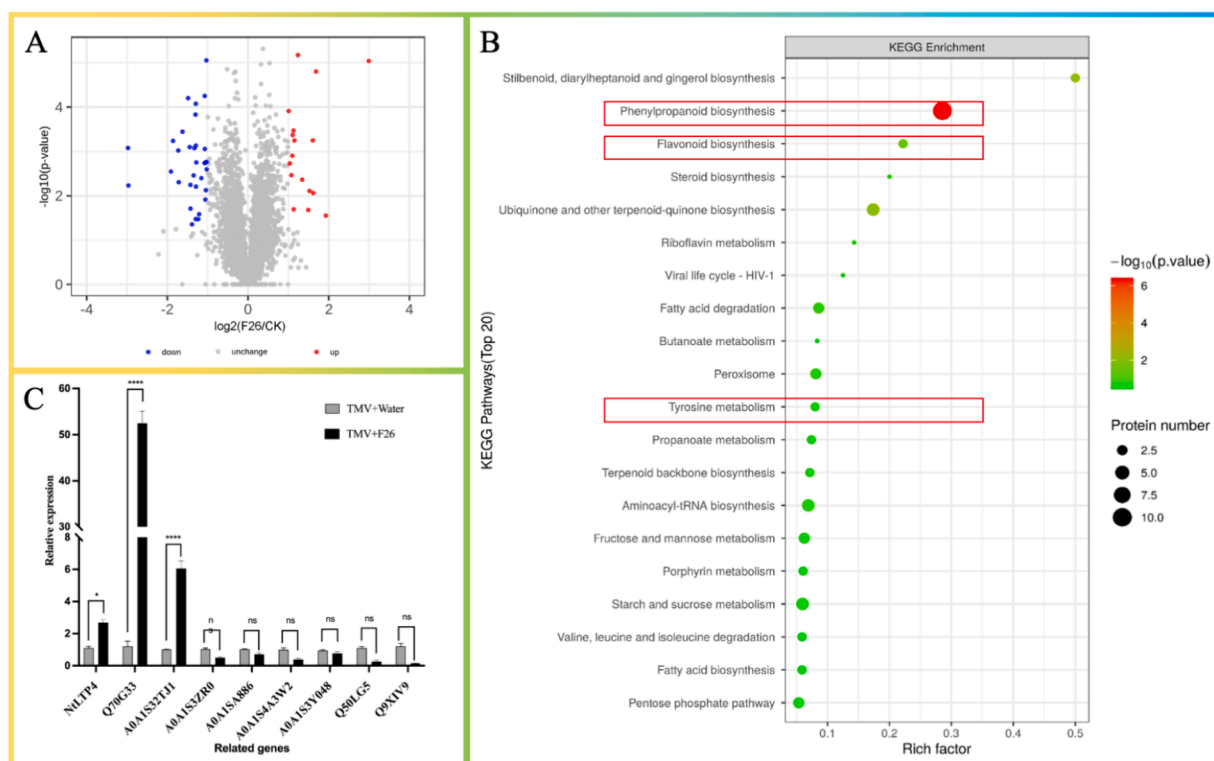 A
-log10(p-value)
4
2
0
-4
-2
0
2
4
log2(F26/CK)
down
unchange
up
B
KEGG Enrichment
KEGG Pathways(Top 20)
Stilbenoid, diarylheptanoid and gingerol biosynthesis
Phenylpropanoid biosynthesis
Flavonoid biosynthesis
Steroid biosynthesis
Ubiquinone and other terpenoid-quinone biosynthesis
Riboflavin metabolism
Viral life cycle - HIV-1
Fatty acid degradation
Butanoate metabolism
Peroxisome
Tyrosine metabolism
Propanoate metabolism
Terpenoid backbone biosynthesis
Aminoacyl-tRNA biosynthesis
Fructose and mannose metabolism
Porphyrin metabolism
Starch and sucrose metabolism
Valine, leucine and isoleucine degradation
Fatty acid biosynthesis
Pentose phosphate pathway
0.1
0.2
0.3
0.4
0.5
Rich factor
−log10(p.value)
6
4
2
Protein number
2.5
5.0
7.5
10.0
C
Relative expression
60
50
40
30
8
6
4
2
0
TMV+Water
TMV+F26
*
****
****
n
s
ns
ns
ns
ns
ns
NtLTP4
Q70G33
A0A1S32TJ1
A0A1S3ZR0
A0A1SA886
A0A1S4A3W2
A0A1S3Y048
Q50LG5
Q9XIV9
Related genes